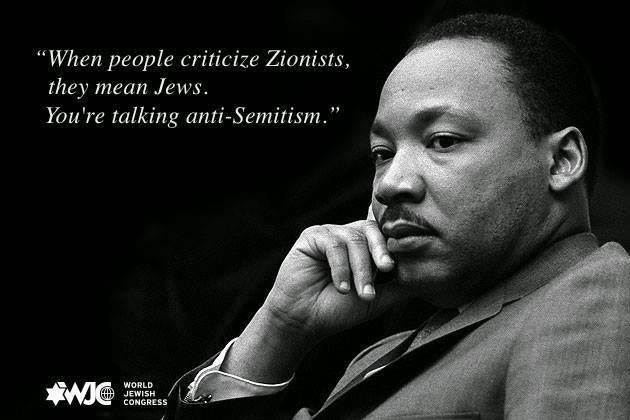 “When people criticize Zionists,
they mean Jews.
You're talking anti-Semitism.”
WJC
WORLD
JEWISH
CONGRESS